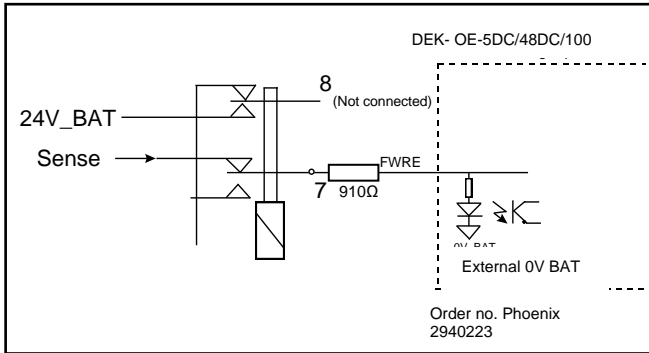 DEK- OE-5DC/48DC/100
8
(Not connected)
24V_BAT
Sense
FWRE
7
910Ω
0V_BAT
External 0V BAT
Order no. Phoenix
2940223